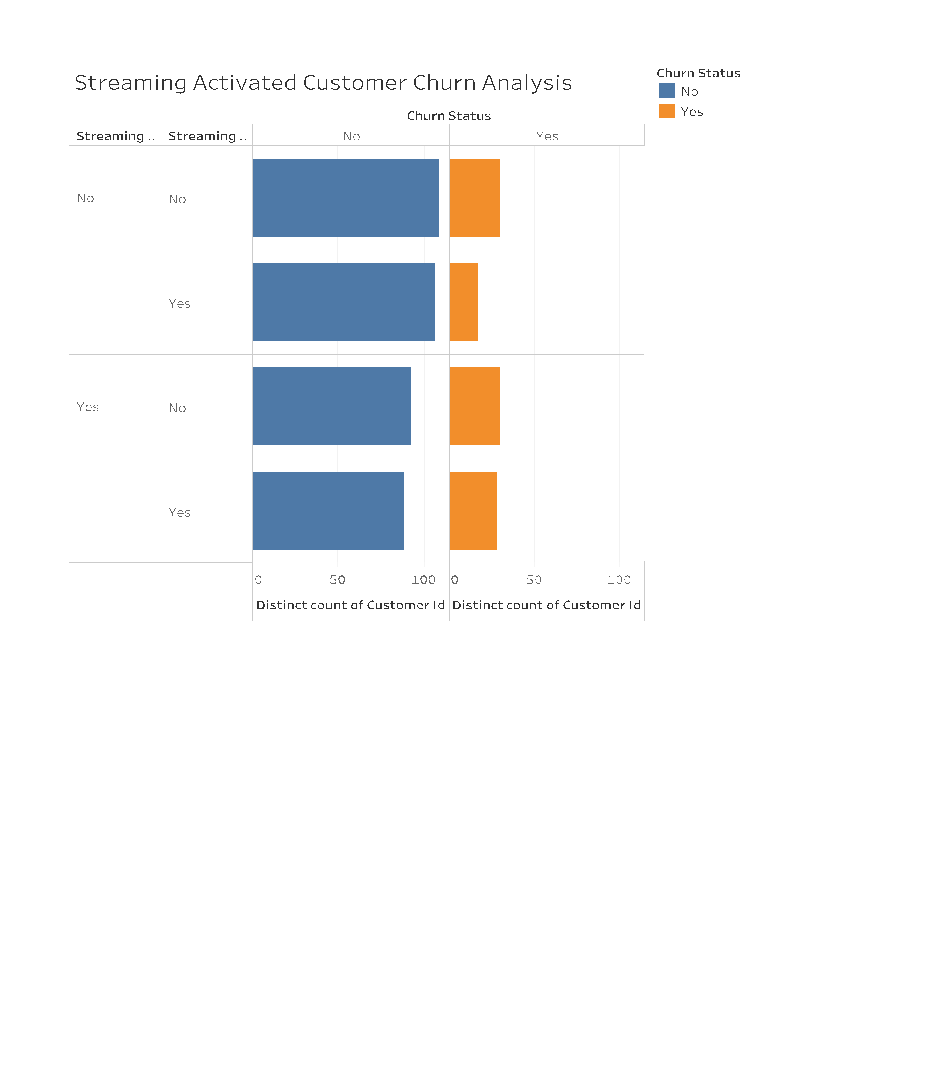 Streaming Activated Customer Churn Analysis
Churn Status
No
Yes
Churn Status
Streaming .. Streaming .. No Yes
No No
Yes
Yes No
Yes
0 50 100 0 50 100
Distinct count of Customer Id Distinct count of Customer Id